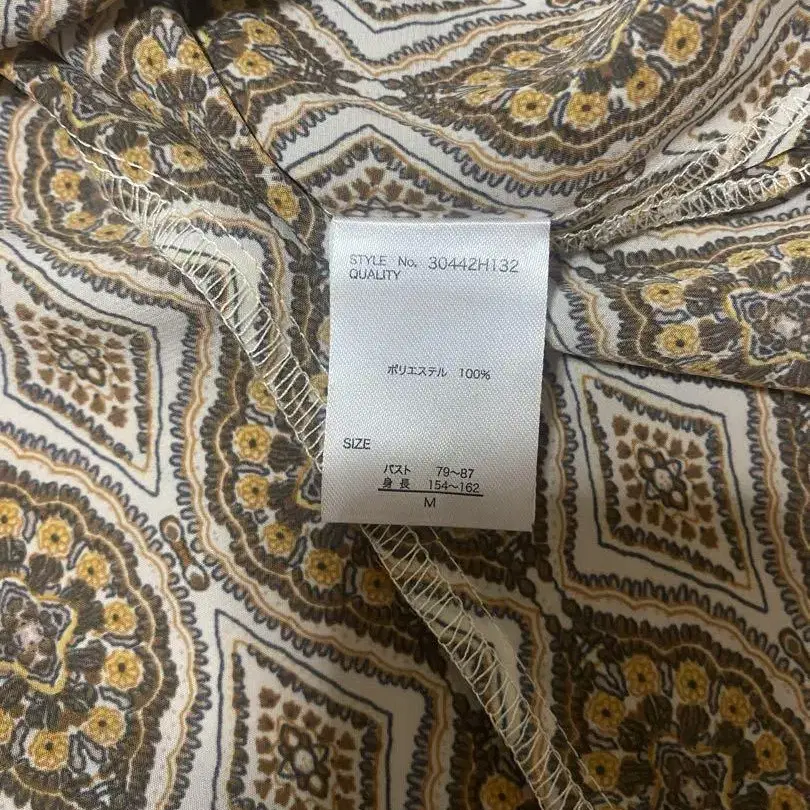 STYLE No. 30442H132
QUALITY
ポリエステル 100%
SIZE
バスト 79～87
身長 154～162
M